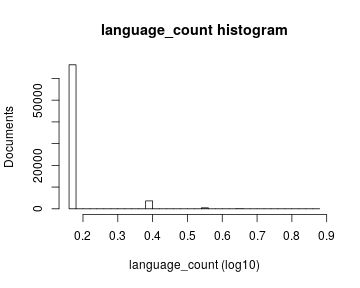 language_count histogram
Documents
50000
20000
0
0.2 0.3 0.4 0.5 0.6 0.7 0.8 0.9
language_count (log10)